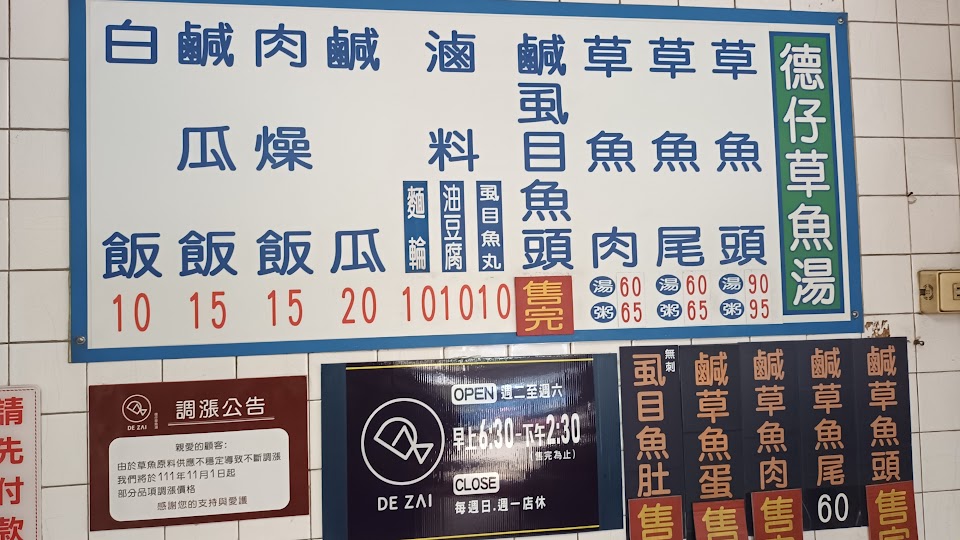 德仔草魚湯
草魚頭 湯90 粥95
草魚尾 湯60 粥65
草魚肉 湯60 粥65
鹹虱目魚頭 售完
滷料
虱目魚丸 10
油豆腐 10
麵輪 10
鹹瓜 20
肉燥飯 15
鹹瓜飯 15
白飯 10
請先付款
DE ZAI
調漲公告
親愛的顧客:
由於草魚原料供應不穩定導致不斷調漲
我們將於111年11月1日起
部分品項調漲價格
感謝您的支持與愛護
DE ZAI
OPEN 週二至週六
早上6:30-下午2:30
(售完為止)
CLOSE
每週日.週一店休
鹹草魚頭 售完
鹹草魚尾 60
鹹草魚肉 售
鹹草魚蛋 售
無刺 虱目魚肚 售